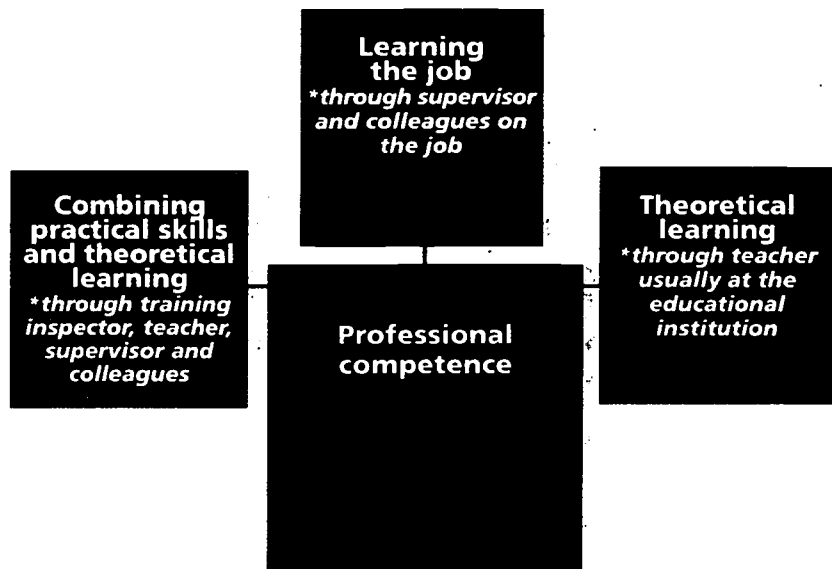 Learning
the job
*through supervisor
and colleagues on
the job
Combining
practical skills
and theoretical
learning
*through training
inspector, teacher,
supervisor and
colleagues
Theoretical
learning
*through teacher
usually at the
educational
institution
Professional
competence